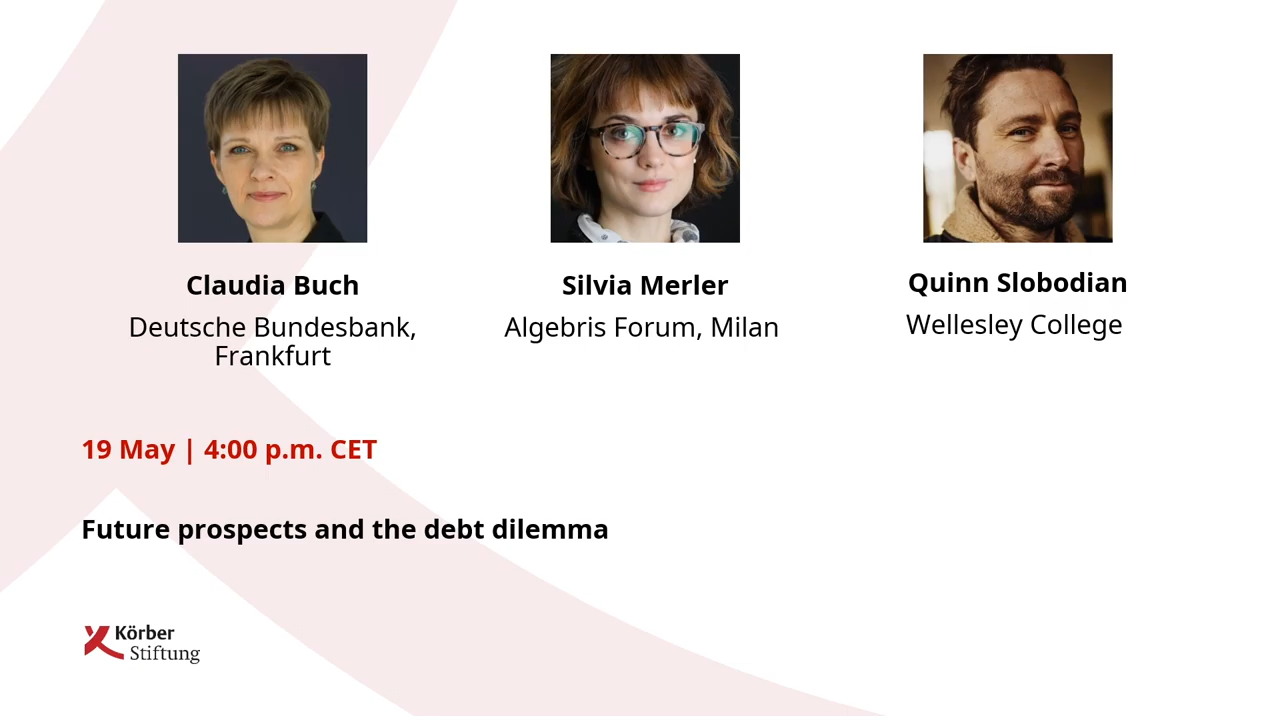 Claudia Buch
Deutsche Bundesbank,
Frankfurt
Silvia Merler
Algebris Forum, Milan
Quinn Slobodian
Wellesley College
19 May | 4:00 p.m. CET
Future prospects and the debt dilemma
Körber
Stiftung